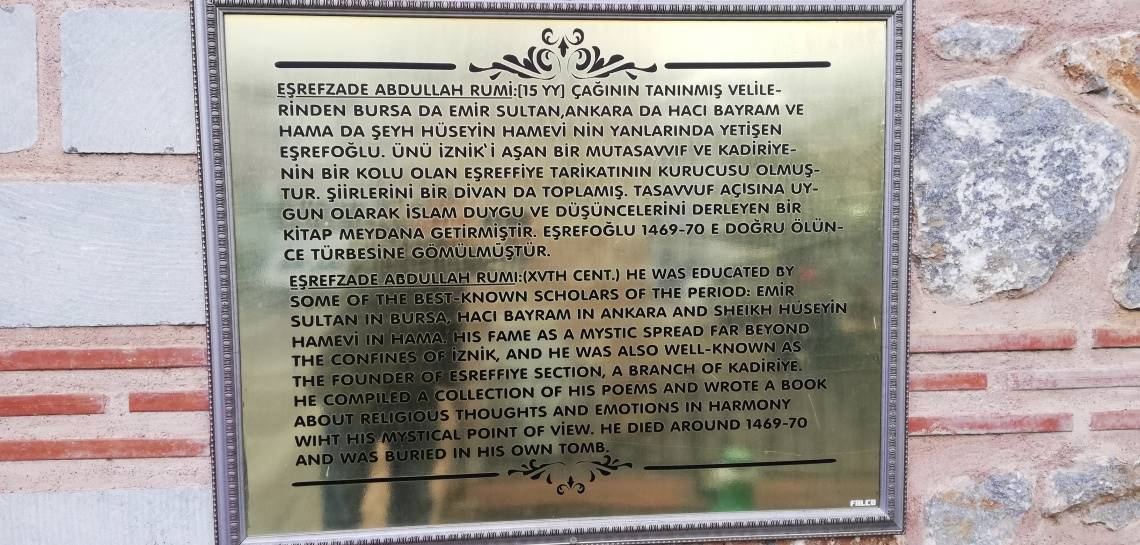 EŞREFZADE ABDULLAH RUMİ:[15 YY] ÇAĞININ TANINMIŞ VELİLE-
RİNDEN BURSA DA EMİR SULTAN,ANKARA DA HACI BAYRAM VE
HAMA DA ŞEYH HÜSEYİN HAMEVİ NİN YANLARINDA YETİŞEN
EŞREFOĞLU. ÜNÜ İZNİK'İ AŞAN BİR MUTASAVVIF VE KADİRİYE-
NİN BİR KOLU OLAN EŞREFFİYE TARİKATININ KURUCUSU OLMUŞ-
TUR. ŞİİRLERİNİ BİR DİVAN DA TOPLAMIŞ. TASAVVUF AÇISINA UY-
GUN OLARAK İSLAM DUYGU VE DÜŞÜNCELERİNİ DERLEYEN BİR
KİTAP MEYDANA GETİRMİŞTİR. EŞREFOĞLU 1469-70 E DOĞRU ÖLÜN-
CE TÜRBESİNE GÖMÜLMÜŞTÜR.
EŞREFZADE ABDULLAH RUMI:(XVTH CENT.) HE WAS EDUCATED BY
SOME OF THE BEST-KNOWN SCHOLARS OF THE PERIOD: EMİR
SULTAN IN BURSA, HACI BAYRAM IN ANKARA AND SHEIKH HÜSEYİN
HAMEVİ IN HAMA. HIS FAME AS A MYSTIC SPREAD FAR BEYOND
THE CONFINES OF İZNİK, AND HE WAS ALSO WELL-KNOWN AS
THE FOUNDER OF ESREFFIYE SECTION, A BRANCH OF KADİRİYE.
HE COMPILED A COLLECTION OF HIS POEMS AND WROTE A BOOK
ABOUT RELIGIOUS THOUGHTS AND EMOTIONS IN HARMONY
WIHT HIS MYSTICAL POINT OF VİEW. HE DIED AROUND 1469-70
AND WAS BURIED IN HIS OWN TOMB.
FALCO